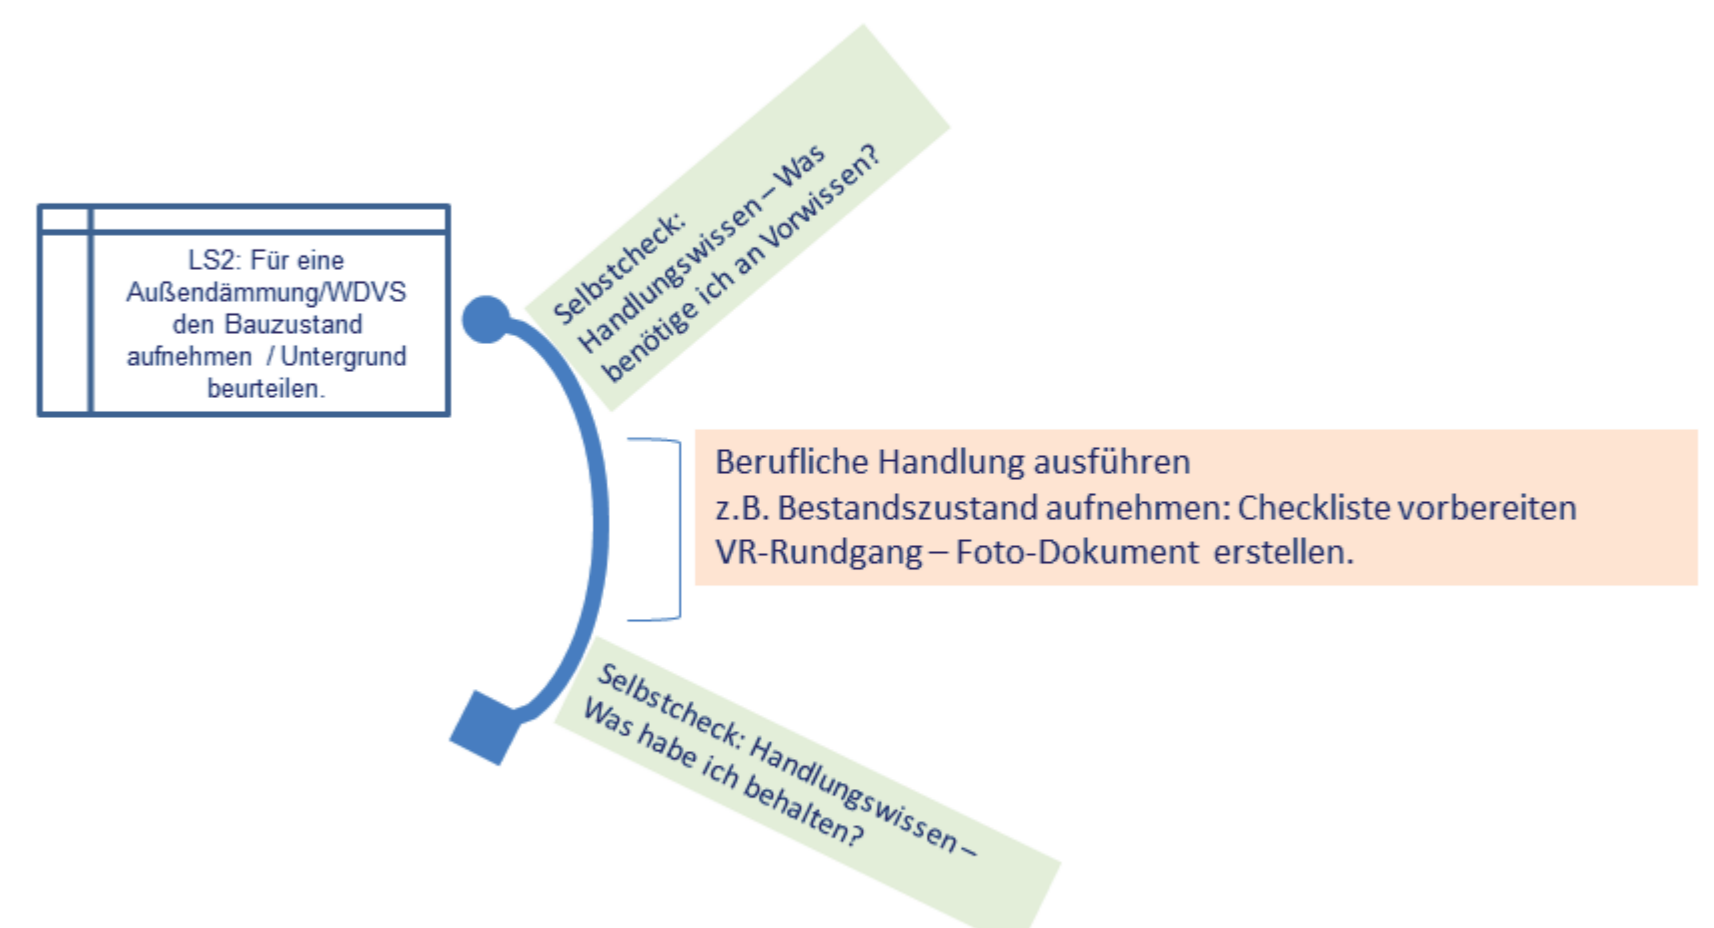 LS2: Für eine
Außendämmung/WDVS
den Bauzustand
aufnehmen / Untergrund
beurteilen.
Selbstcheck:
Handlungswissen – Was
benötige ich an Vorwissen?
Berufliche Handlung ausführen
z.B. Bestandszustand aufnehmen: Checkliste vorbereiten
VR-Rundgang – Foto-Dokument erstellen.
Selbstcheck: Handlungswissen –
Was habe ich behalten?